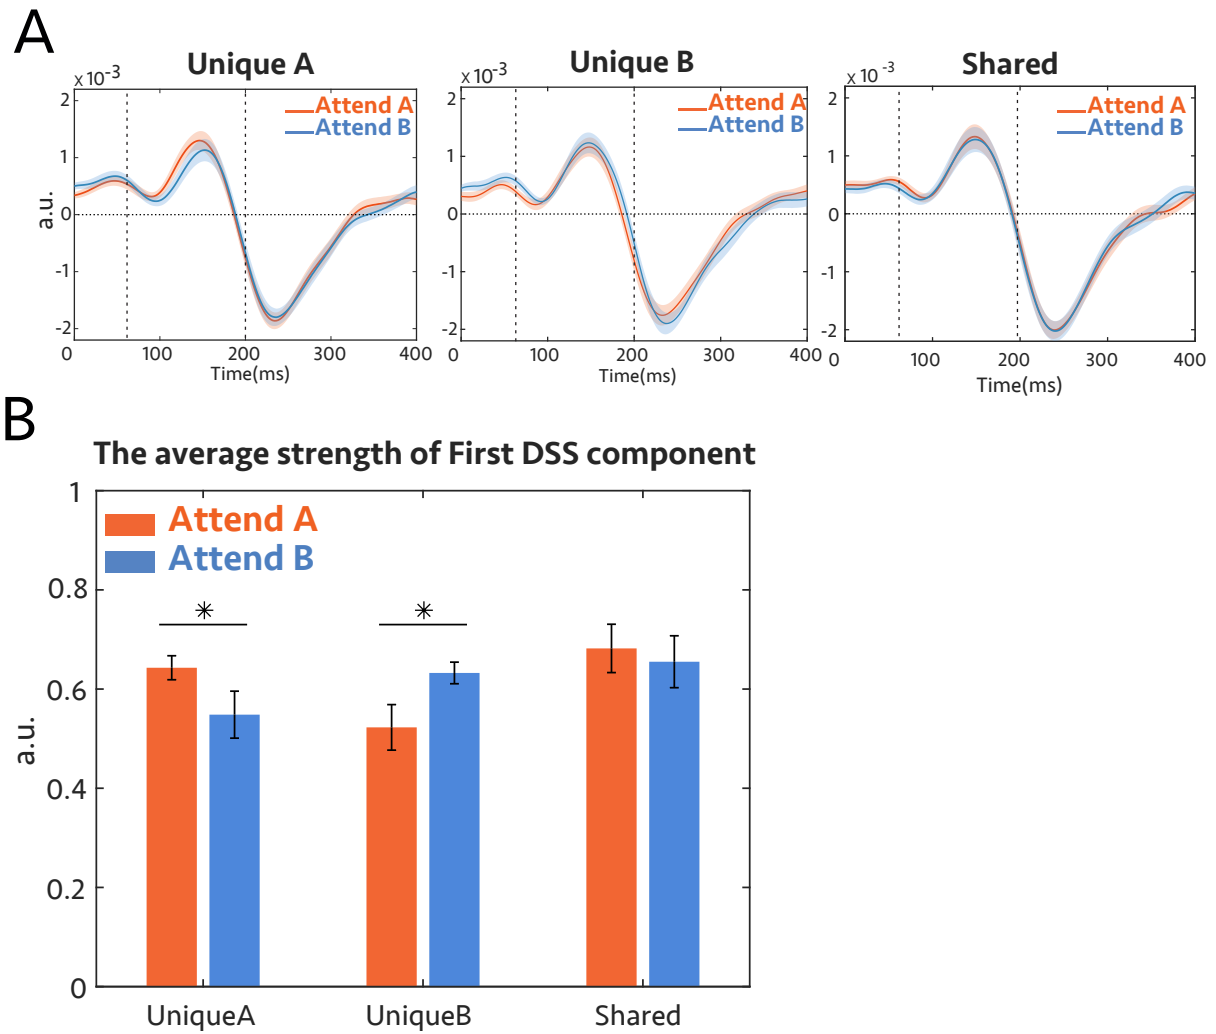 A
Unique A
x10⁻³
Attend A
Attend B
2
1
0
-1
-2
a.u.
0
100
200
300
400
Time(ms)
Unique B
x10⁻³
Attend A
Attend B
2
1
0
-1
-2
0
100
200
300
400
Time(ms)
Shared
x10⁻³
Attend A
Attend B
2
1
0
-1
-2
0
100
200
300
400
Time(ms)
B
The average strength of First DSS component
Attend A
Attend B
1
0.8
0.6
0.4
0.2
0
a.u.
*
*
UniqueA
UniqueB
Shared